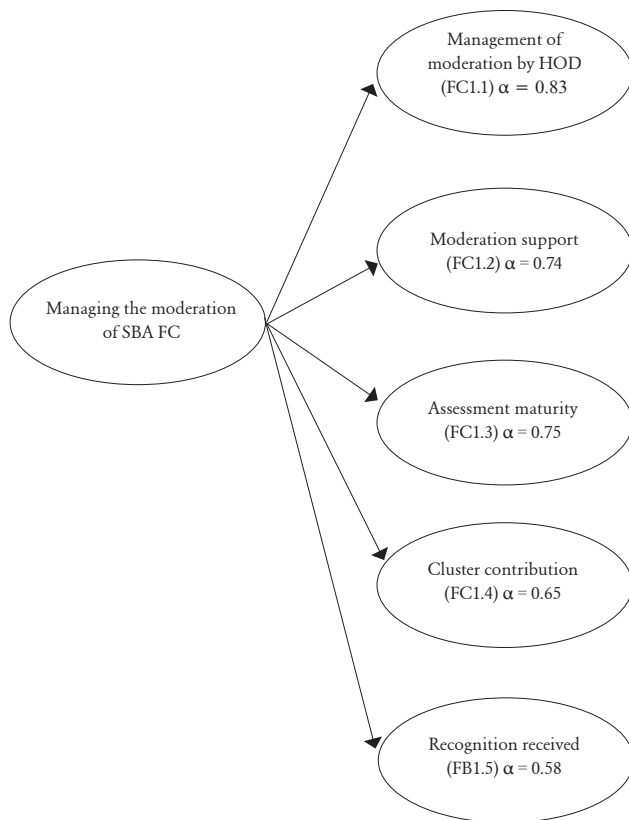 Management of
moderation by HOD
(FC1.1) α = 0.83
Moderation support
(FC1.2) α = 0.74
Managing the moderation
of SBA FC
Assessment maturity
(FC1.3) α = 0.75
Cluster contribution
(FC1.4) α = 0.65
Recognition received
(FB1.5) α = 0.58